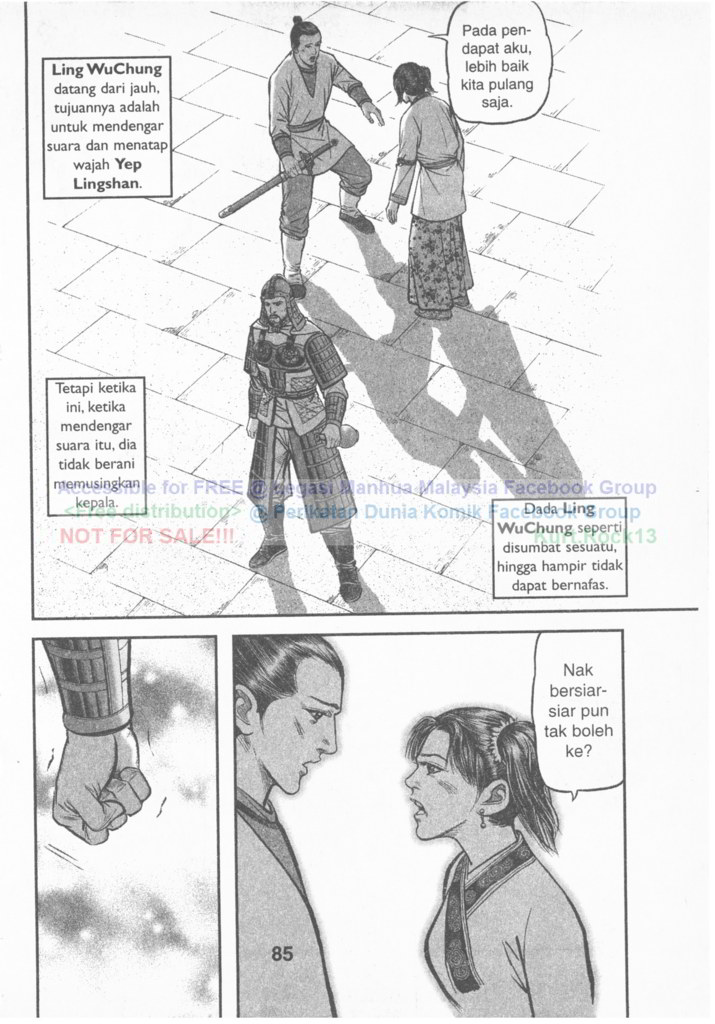 Pada pen-
dapat aku,
lebih baik
kita pulang
saja.
Ling WuChung
datang dari jauh,
tujuannya adalah
untuk mendengar
suara dan menatap
wajah Yep
Lingshan.
Tetapi ketika
ini, ketika
mendengar
suara itu, dia
tidak berani
memusingkan
kepala.
Accessible for FREE @ Legasi Manhua Malaysia Facebook Group
<Free distribution> @ Perikatan Dunia Komik Facebook Group
NOT FOR SALE!!!
Kurt.Rock13
Dada Ling
WuChung seperti
disumbat sesuatu,
hingga hampir tidak
dapat bernafas.
Nak
bersiar-
siar pun
tak boleh
ke?
85